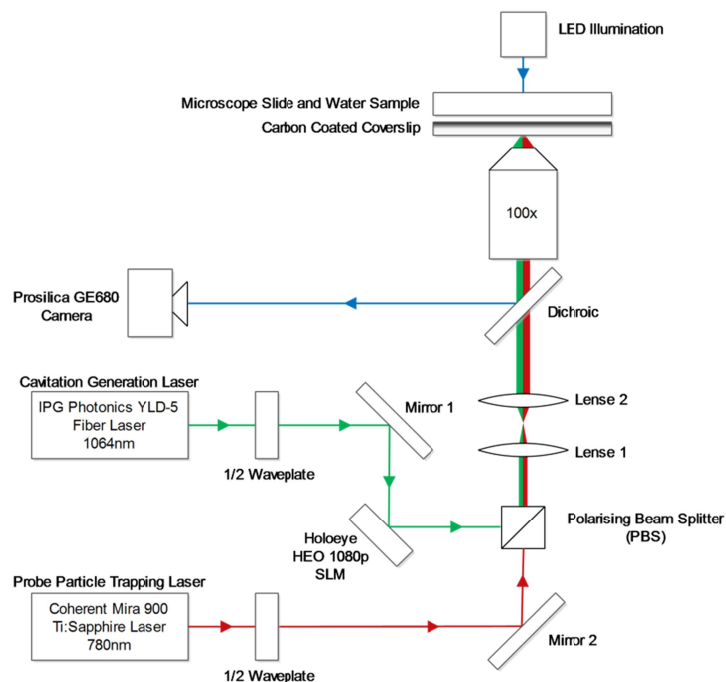 LED Illumination
Microscope Slide and Water Sample
Carbon Coated Coverslip
100x
Prosilica GE680
Camera
Dichroic
Cavitation Generation Laser
IPG Photonics YLD-5
Fiber Laser
1064nm
1/2 Waveplate
Mirror 1
Lense 2
Lense 1
Holoeye
HEO 1080p
SLM
Polarising Beam Splitter
(PBS)
Probe Particle Trapping Laser
Coherent Mira 900
Ti:Sapphire Laser
780nm
1/2 Waveplate
Mirror 2